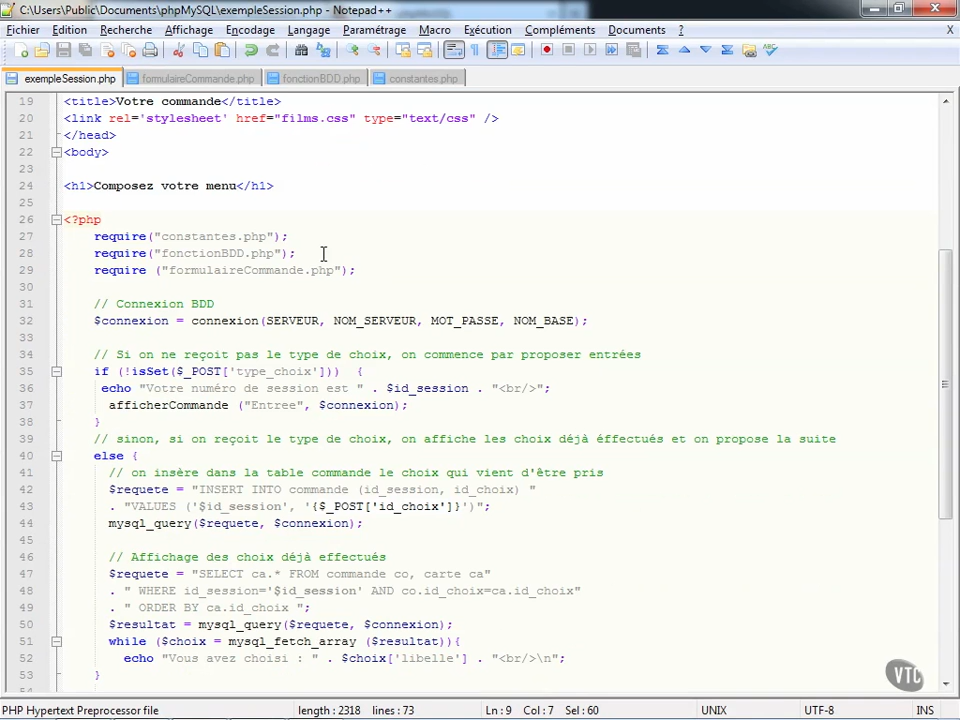 C:\Users\Public\Documents\phpMySQL\exempleSession.php - Notepad++
Fichier Edition Recherche Affichage Encodage Langage Paramétrage Macro Exécution Compléments Documents ? X
exempleSession.php formulaireCommande.php fonctionBDD.php constantes.php
19 <title>Votre commande</title>
20 <link rel='stylesheet' href="films.css" type="text/css" />
21 </head>
22 <body>
23
24 <h1>Composez votre menu</h1>
25
26 <?php
27 require("constantes.php");
28 require("fonctionBDD.php");
29 require ("formulaireCommande.php");
30
31 // Connexion BDD
32 $connexion = connexion(SERVEUR, NOM_SERVEUR, MOT_PASSE, NOM_BASE);
33
34 // Si on ne reçoit pas le type de choix, on commence par proposer entrées
35 if (!isSet($_POST['type_choix'])) {
36 echo "Votre numéro de session est " . $id_session . "<br/>";
37 afficherCommande ("Entree", $connexion);
38 }
39 // sinon, si on reçoit le type de choix, on affiche les choix déjà éffectués et on propose la suite
40 else {
41 // on insère dans la table commande le choix qui vient d'être pris
42 $requete = "INSERT INTO commande (id_session, id_choix) "
43 . "VALUES ('$id_session', '{$_POST['id_choix']}')";
44 mysql_query($requete, $connexion);
45
46 // Affichage des choix déjà effectués
47 $requete = "SELECT ca.* FROM commande co, carte ca"
48 . " WHERE id_session='$id_session' AND co.id_choix=ca.id_choix"
49 . " ORDER BY ca.id_choix ";
50 $resultat = mysql_query($requete, $connexion);
51 while ($choix = mysql_fetch_array ($resultat)){
52 echo "Vous avez choisi : " . $choix['libelle'] . "<br/>\n";
53 }
54
VTC
PHP Hypertext Preprocessor file length : 2318 lines : 73 Ln : 9 Col : 7 Sel : 60 UNIX UTF-8 INS